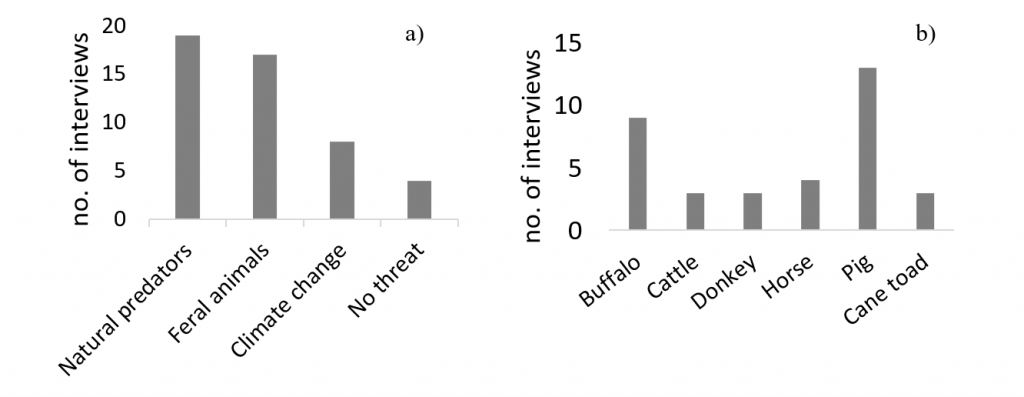 a)
no. of interviews
20
15
10
5
0
Natural predators
Feral animals
Climate change
No threat
b)
no. of interviews
15
10
5
0
Buffalo
Cattle
Donkey
Horse
Pig
Cane toad